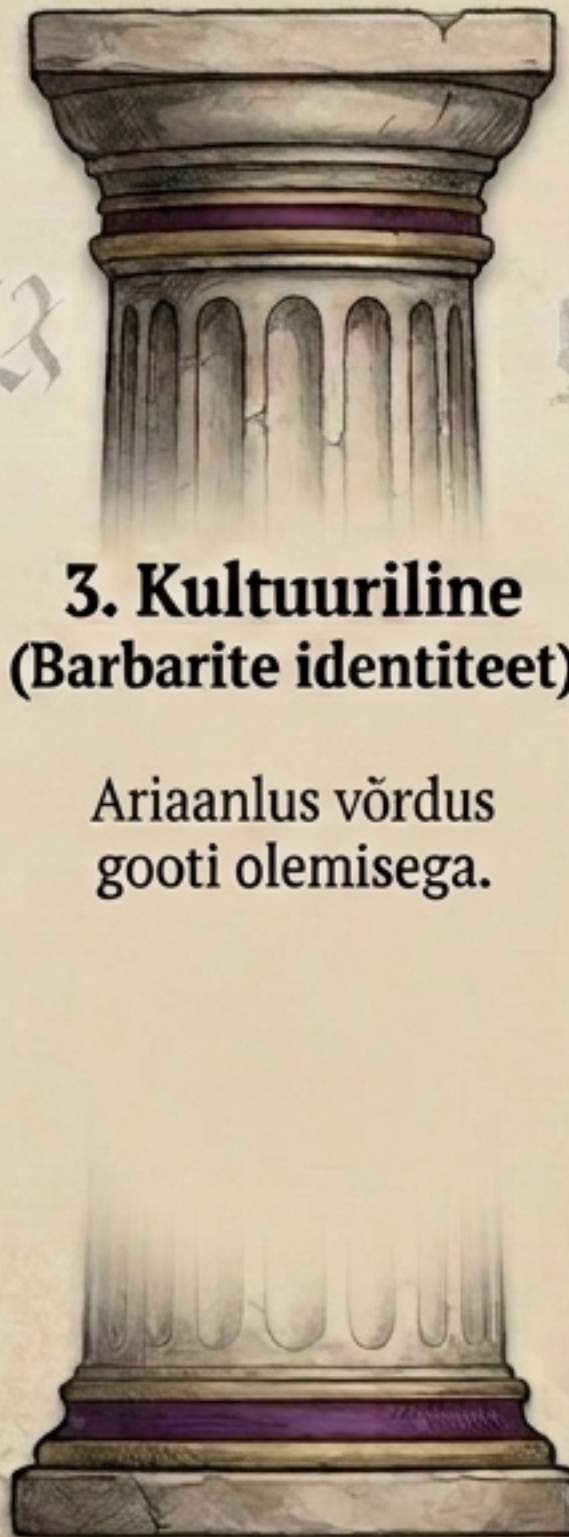 3. Kultuuriline
(Barbarite identiteet)
Ariaanlus võrdus
gooti olemisega.